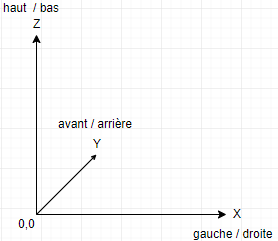 haut / bas
Z
avant / arrière
Y
X
0,0
gauche / droite